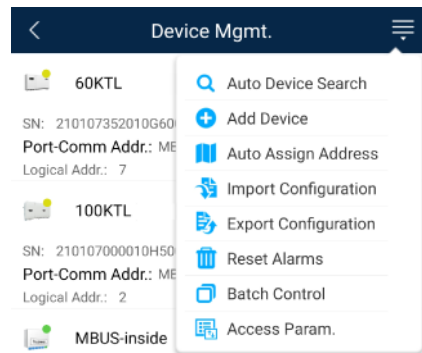 Device Mgmt.
60KTL
SN: 210107352010G60
Port-Comm Addr.: ME
Logical Addr.: 7
100KTL
SN: 210107000010H50
Port-Comm Addr.: ME
Logical Addr.: 2
MBUS-inside
Auto Device Search
Add Device
Auto Assign Address
Import Configuration
Export Configuration
Reset Alarms
Batch Control
Access Param.